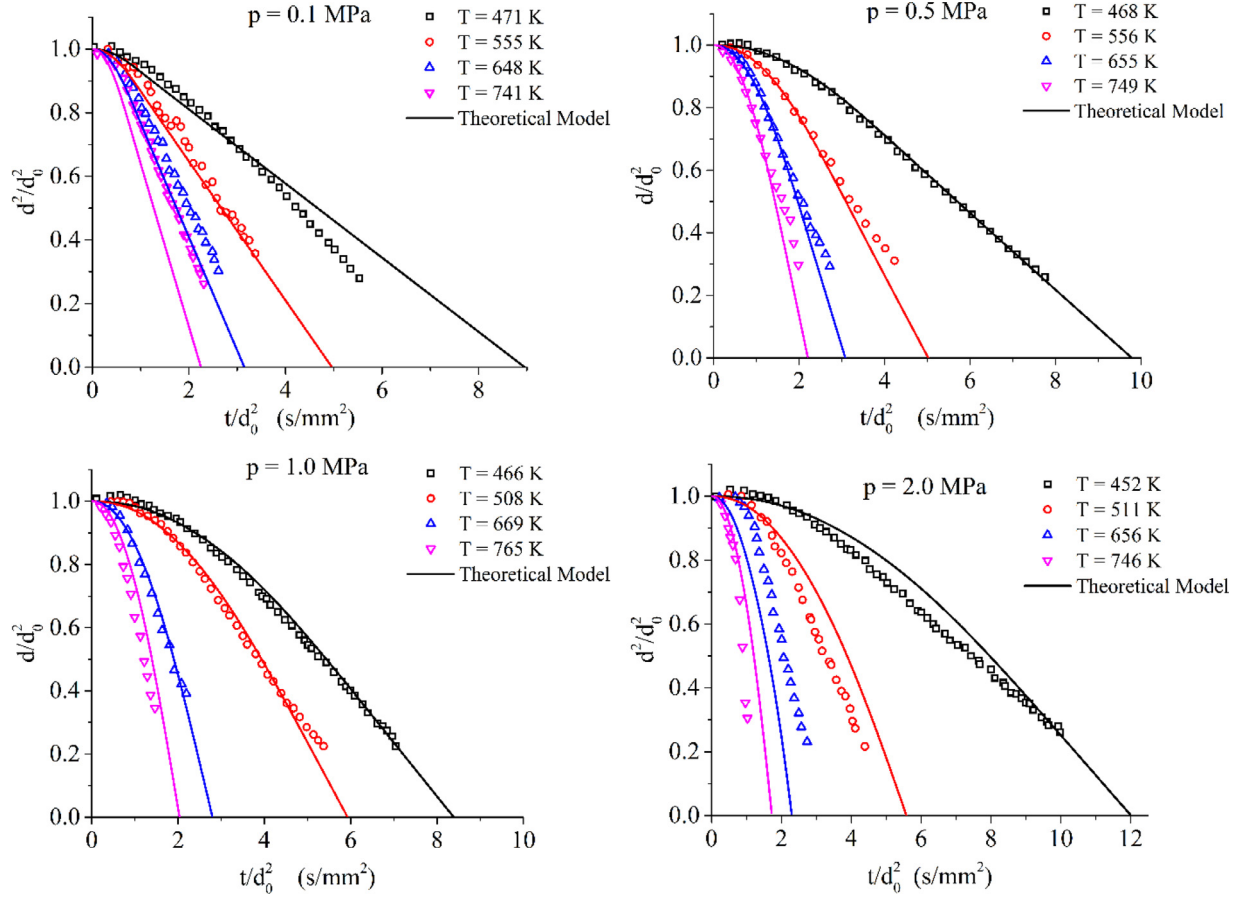 p = 0.1 MPa
T = 471 K
T = 555 K
T = 648 K
T = 741 K
Theoretical Model
1.0
0.8
0.6
0.4
0.2
0.0
d²/d₀²
0 2 4 6 8
t/d₀² (s/mm²)
p = 0.5 MPa
T = 468 K
T = 556 K
T = 655 K
T = 749 K
Theoretical Model
1.0
0.8
0.6
0.4
0.2
0.0
d/d₀²
0 2 4 6 8 10
t/d₀² (s/mm²)
p = 1.0 MPa
T = 466 K
T = 508 K
T = 669 K
T = 765 K
Theoretical Model
1.0
0.8
0.6
0.4
0.2
0.0
d/d₀²
0 2 4 6 8 10
t/d₀² (s/mm²)
p = 2.0 MPa
T = 452 K
T = 511 K
T = 656 K
T = 746 K
Theoretical Model
1.0
0.8
0.6
0.4
0.2
0.0
d²/d₀²
0 2 4 6 8 10 12
t/d₀² (s/mm²)